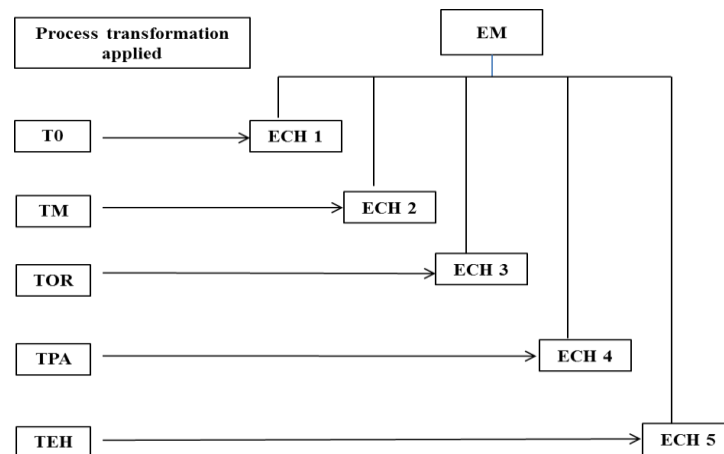 Process transformation
applied
EM
T0
ECH 1
TM
ECH 2
TOR
ECH 3
TPA
ECH 4
TEH
ECH 5